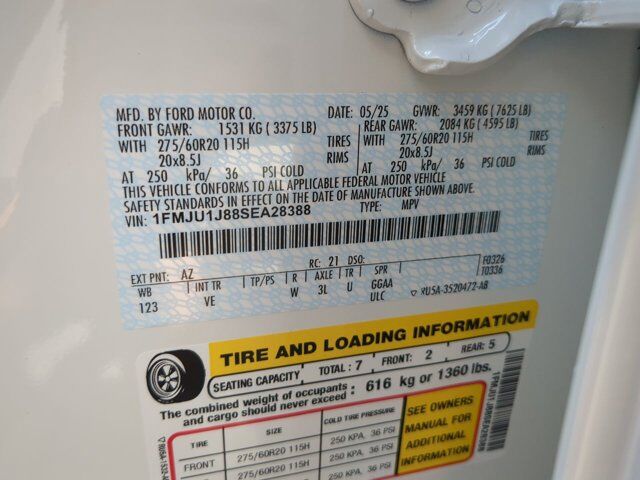 MFD. BY FORD MOTOR CO. DATE: 05/25 GVWR: 3459 KG ( 7625 LB)
FRONT GAWR: 1531 KG ( 3375 LB) REAR GAWR: 2084 KG ( 4595 LB)
WITH 275/60R20 115H TIRES WITH 275/60R20 115H TIRES
20x8.5J RIMS 20x8.5J RIMS
AT 250 kPa/ 36 PSI COLD AT 250 kPa/ 36 PSI COLD
THIS VEHICLE CONFORMS TO ALL APPLICABLE FEDERAL MOTOR VEHICLE
SAFETY STANDARDS IN EFFECT ON THE DATE OF MANUFACTURE SHOWN ABOVE.
VIN: 1FMJU1J88SEA28388 TYPE: MPV
EXT PNT: AZ RC: 21 DSO: F0326
T0336
WB INT TR TP/PS R AXLE TR SPR
123 VE W 3L U GGAA
ULC ▽ RU5A-3520472-AB
TIRE AND LOADING INFORMATION
SEATING CAPACITY TOTAL: 7 FRONT: 2 REAR: 5
The combined weight of occupants and cargo should never exceed: 616 kg or 1360 lbs.
TIRE SIZE COLD TIRE PRESSURE
FRONT 275/60R20 115H 250 KPA, 36 PSI
275/60R20 115H 250 KPA, 36 PSI
SEE OWNERS
MANUAL FOR
ADDITIONAL
INFORMATION
1FMJU1J88SEA28388